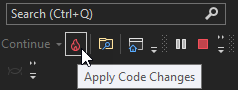 Search (Ctrl+Q)
Continue
Apply Code Changes